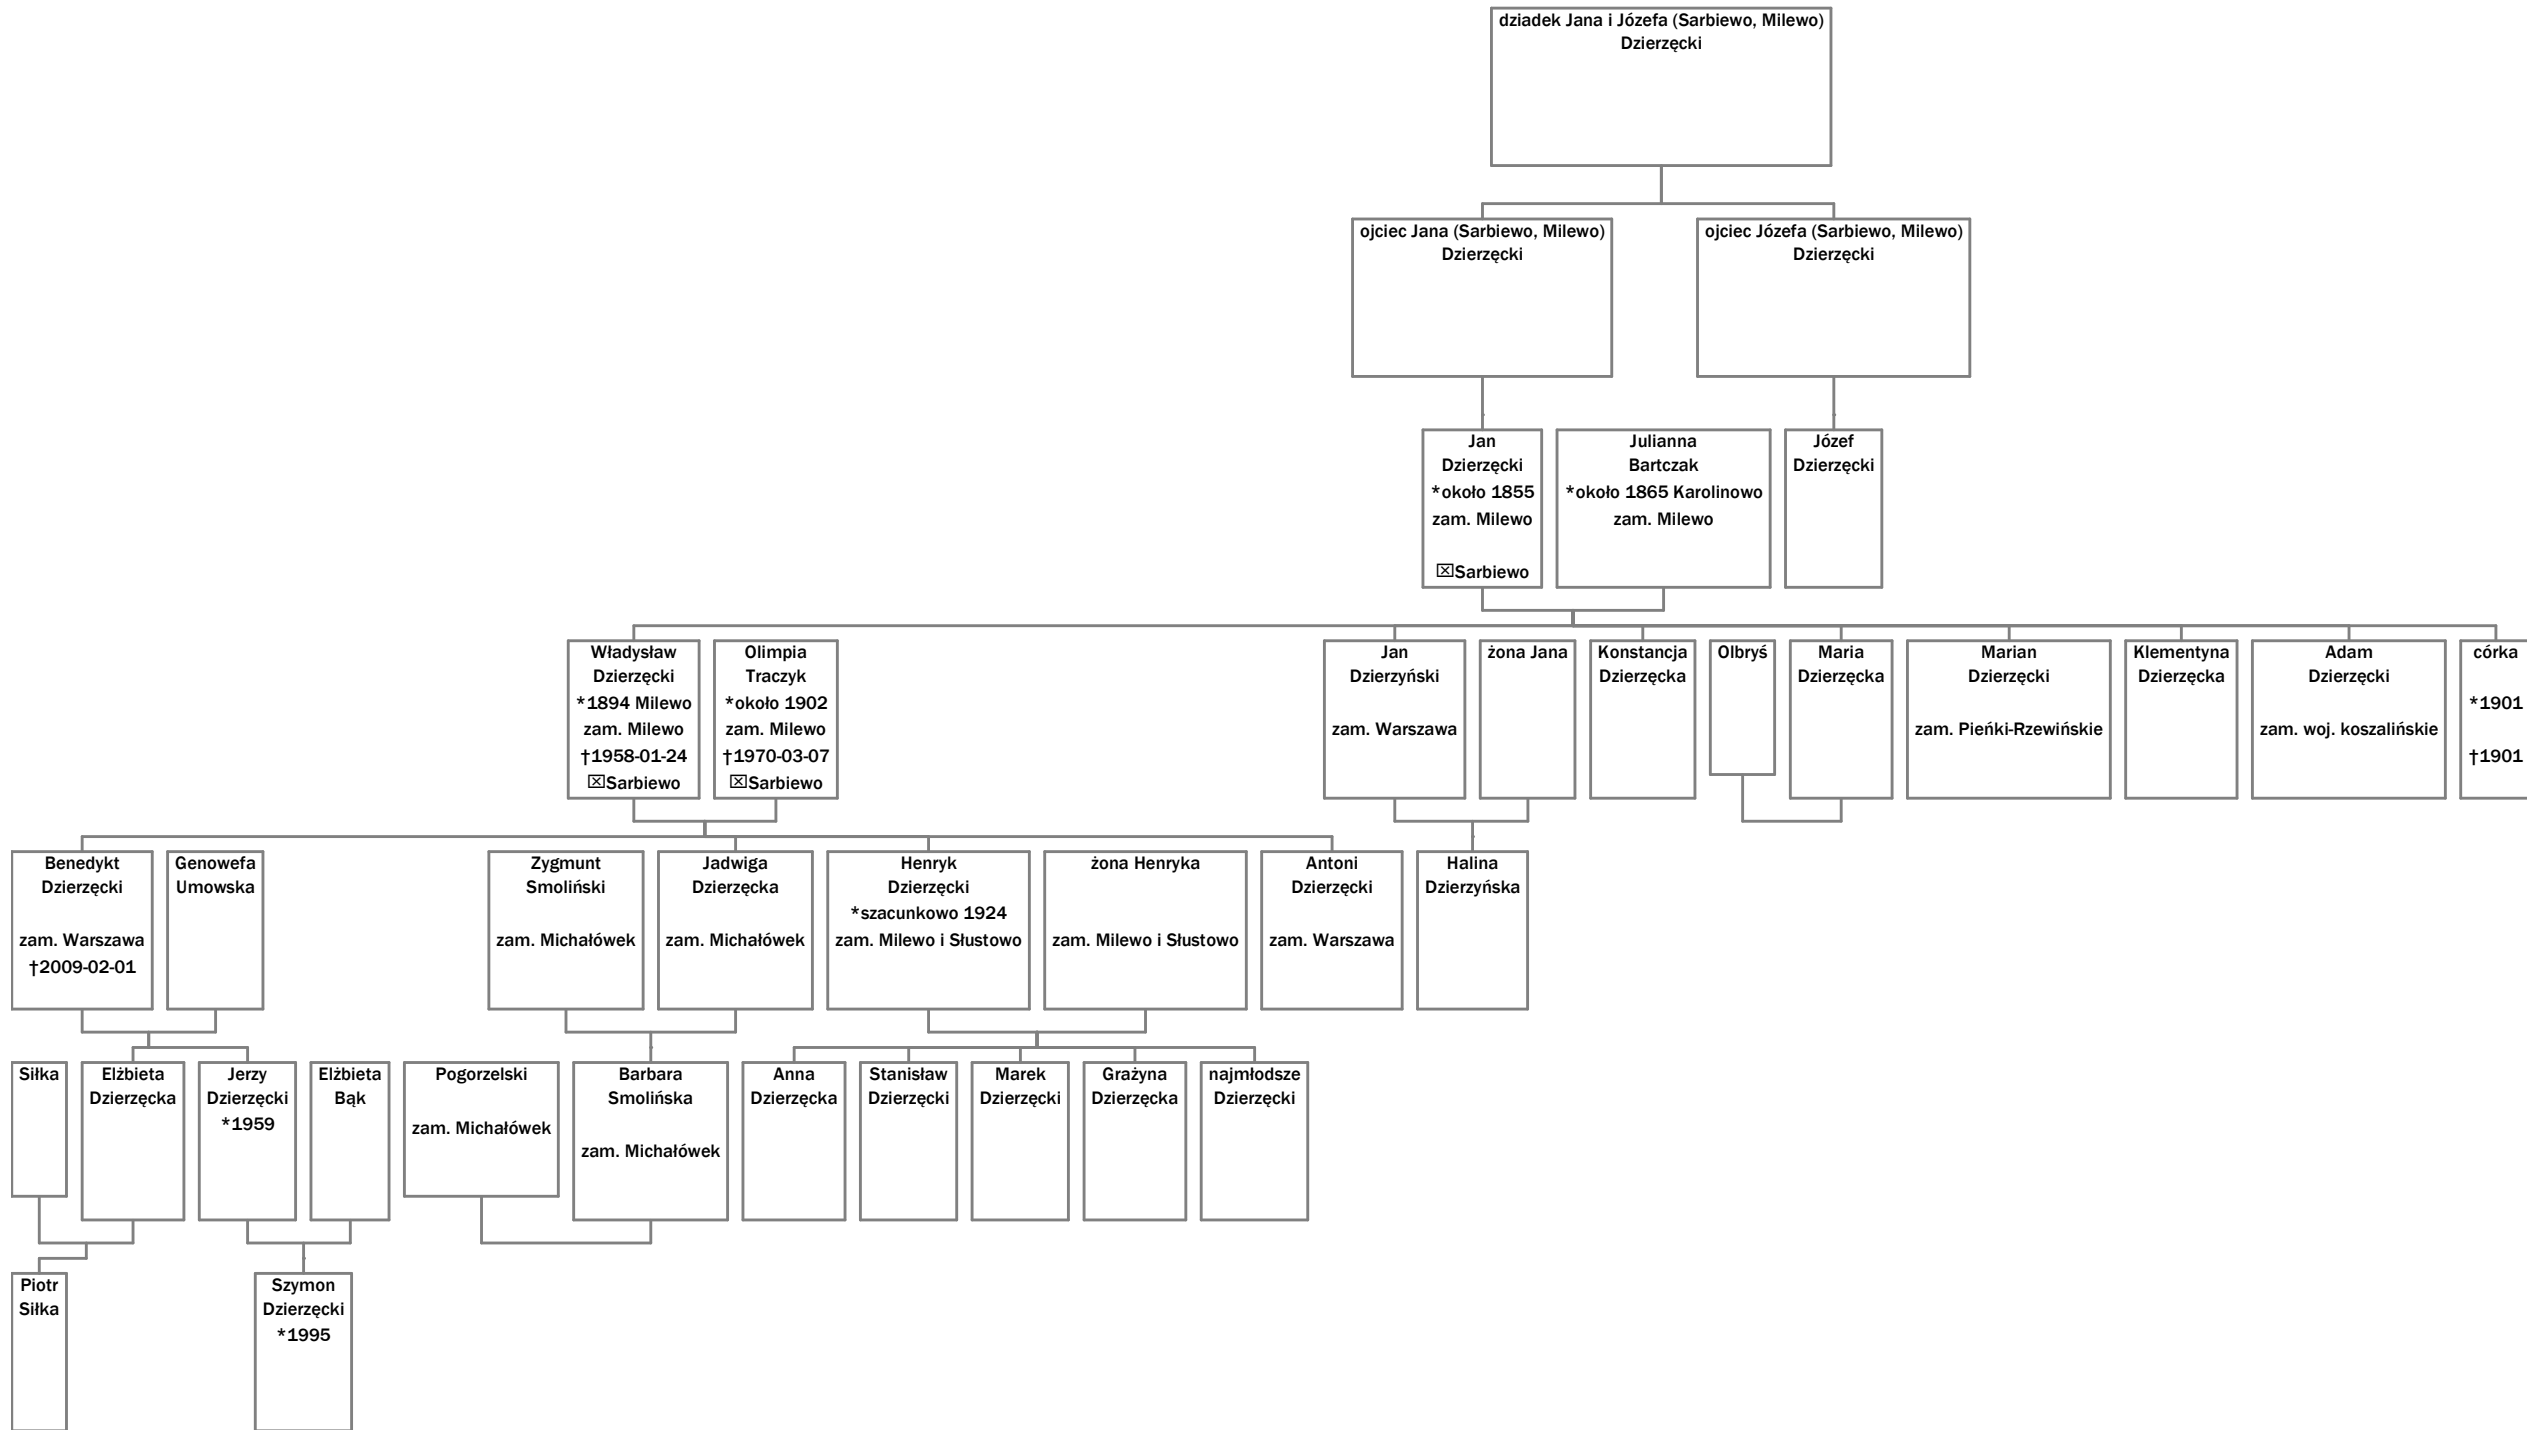 dziadek Jana i Józefa (Sarbiewo, Milewo)
Dzierzęcki
ojciec Jana (Sarbiewo, Milewo)
Dzierzęcki
ojciec Józefa (Sarbiewo, Milewo)
Dzierzęcki
Jan
Dzierzęcki
*około 1855
zam. Milewo
⌧Sarbiewo
Julianna
Bartczak
*około 1865 Karolinowo
zam. Milewo
Józef
Dzierzęcki
Władysław
Dzierzęcki
*1894 Milewo
zam. Milewo
†1958-01-24
⌧Sarbiewo
Olimpia
Traczyk
*około 1902
zam. Milewo
†1970-03-07
⌧Sarbiewo
Jan
Dzierzyński
zam. Warszawa
żona Jana
Konstancja
Dzierzęcka
Olbryś
Maria
Dzierzęcka
Marian
Dzierzęcki
zam. Pieńki-Rzewińskie
Klementyna
Dzierzęcka
Adam
Dzierzęcki
zam. woj. koszalińskie
córka
*1901
†1901
Benedykt
Dzierzęcki
zam. Warszawa
†2009-02-01
Genowefa
Umowska
Zygmunt
Smoliński
zam. Michałówek
Jadwiga
Dzierzęcka
zam. Michałówek
Henryk
Dzierzęcki
*szacunkowo 1924
zam. Milewo i Słustowo
żona Henryka
zam. Milewo i Słustowo
Antoni
Dzierzęcki
zam. Warszawa
Halina
Dzierzyńska
Siłka
Elżbieta
Dzierzęcka
Jerzy
Dzierzęcki
*1959
Elżbieta
Bąk
Pogorzelski
zam. Michałówek
Barbara
Smolińska
zam. Michałówek
Anna
Dzierzęcka
Stanisław
Dzierzęcki
Marek
Dzierzęcki
Grażyna
Dzierzęcka
najmłodsze
Dzierzęcki
Piotr
Siłka
Szymon
Dzierzęcki
*1995